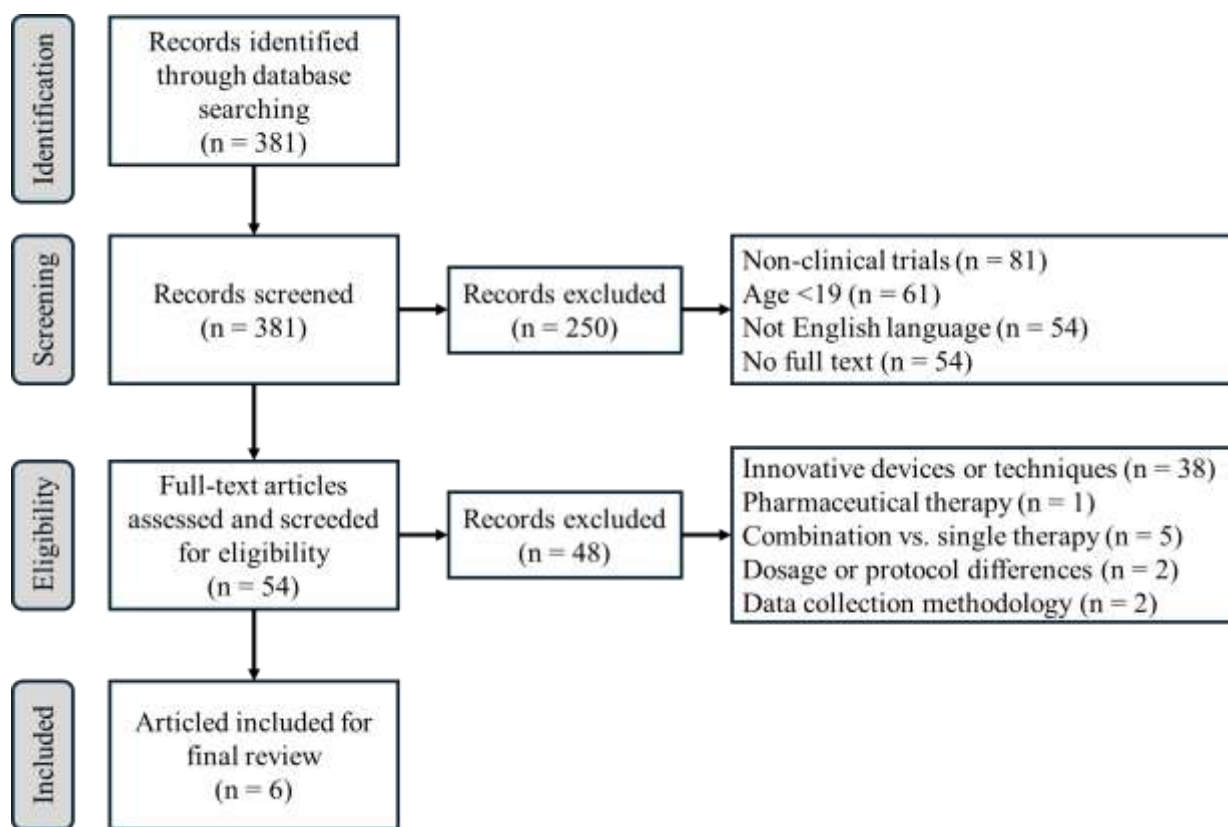 Identification
Records identified
through database
searching
(n = 381)
Screening
Records screened
(n = 381)
Records excluded
(n = 250)
Non-clinical trials (n = 81)
Age <19 (n = 61)
Not English language (n = 54)
No full text (n = 54)
Eligibility
Full-text articles
assessed and screeded
for eligibility
(n = 54)
Records excluded
(n = 48)
Innovative devices or techniques (n = 38)
Pharmaceutical therapy (n = 1)
Combination vs. single therapy (n = 5)
Dosage or protocol differences (n = 2)
Data collection methodology (n = 2)
Included
Articled included for
final review
(n = 6)